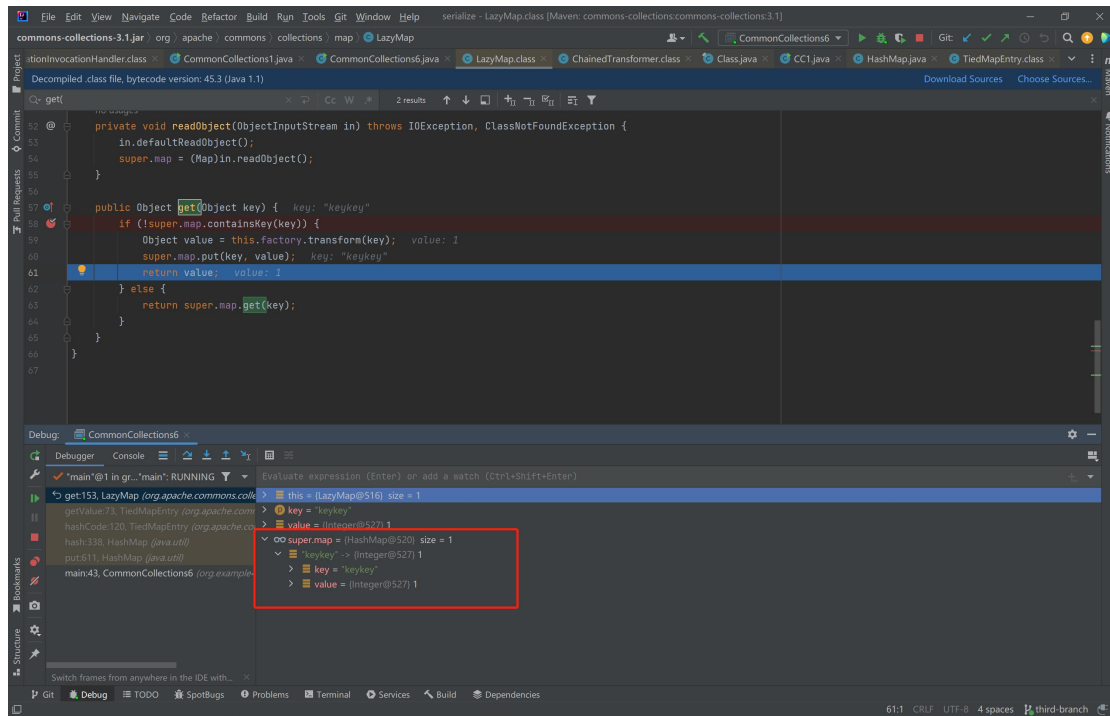 File Edit View Navigate Code Refactor Build Run Tools Git Window Help serialize - LazyMap.class [Maven: commons-collections:commons-collections:3.1]
commons-collections-3.1.jar org apache commons collections map LazyMap CommonCollections6 Git:
ationInvocationHandler.class CommonCollections1.java CommonCollections6.java LazyMap.class ChainedTransformer.class Class.java CC1.java HashMap.java TiedMapEntry.class
Decompiled .class file, bytecode version: 45.3 (Java 1.1) Download Sources Choose Sources...
get( Cc W .* 2 results
no usages
52 @ private void readObject(ObjectInputStream in) throws IOException, ClassNotFoundException {
53 in.defaultReadObject();
54 super.map = (Map)in.readObject();
55 }
56
57 public Object get(Object key) { key: "keykey"
58 if (!super.map.containsKey(key)) {
59 Object value = this.factory.transform(key); value: 1
60 super.map.put(key, value); key: "keykey"
61 return value; value: 1
62 } else {
63 return super.map.get(key);
64 }
65 }
66 }
67
Debug: CommonCollections6
Debugger Console
"main"@1 in gr..."main": RUNNING Evaluate expression (Enter) or add a watch (Ctrl+Shift+Enter)
get:153, LazyMap (org.apache.commons.colle
getValue:73, TiedMapEntry (org.apache.com
hashCode:120, TiedMapEntry (org.apache.co
hash:338, HashMap (java.util)
put:611, HashMap (java.util)
main:43, CommonCollections6 (org.example
this = {LazyMap@516} size = 1
key = "keykey"
value = {Integer@527} 1
super.map = {HashMap@520} size = 1
"keykey" -> {Integer@527} 1
key = "keykey"
value = {Integer@527} 1
Switch frames from anywhere in the IDE with...
Git Debug TODO SpotBugs Problems Terminal Services Build Dependencies
61:1 CRLF UTF-8 4 spaces third-branch
Project
Commit
Pull Requests
Bookmarks
Structure
Maven
Notifications